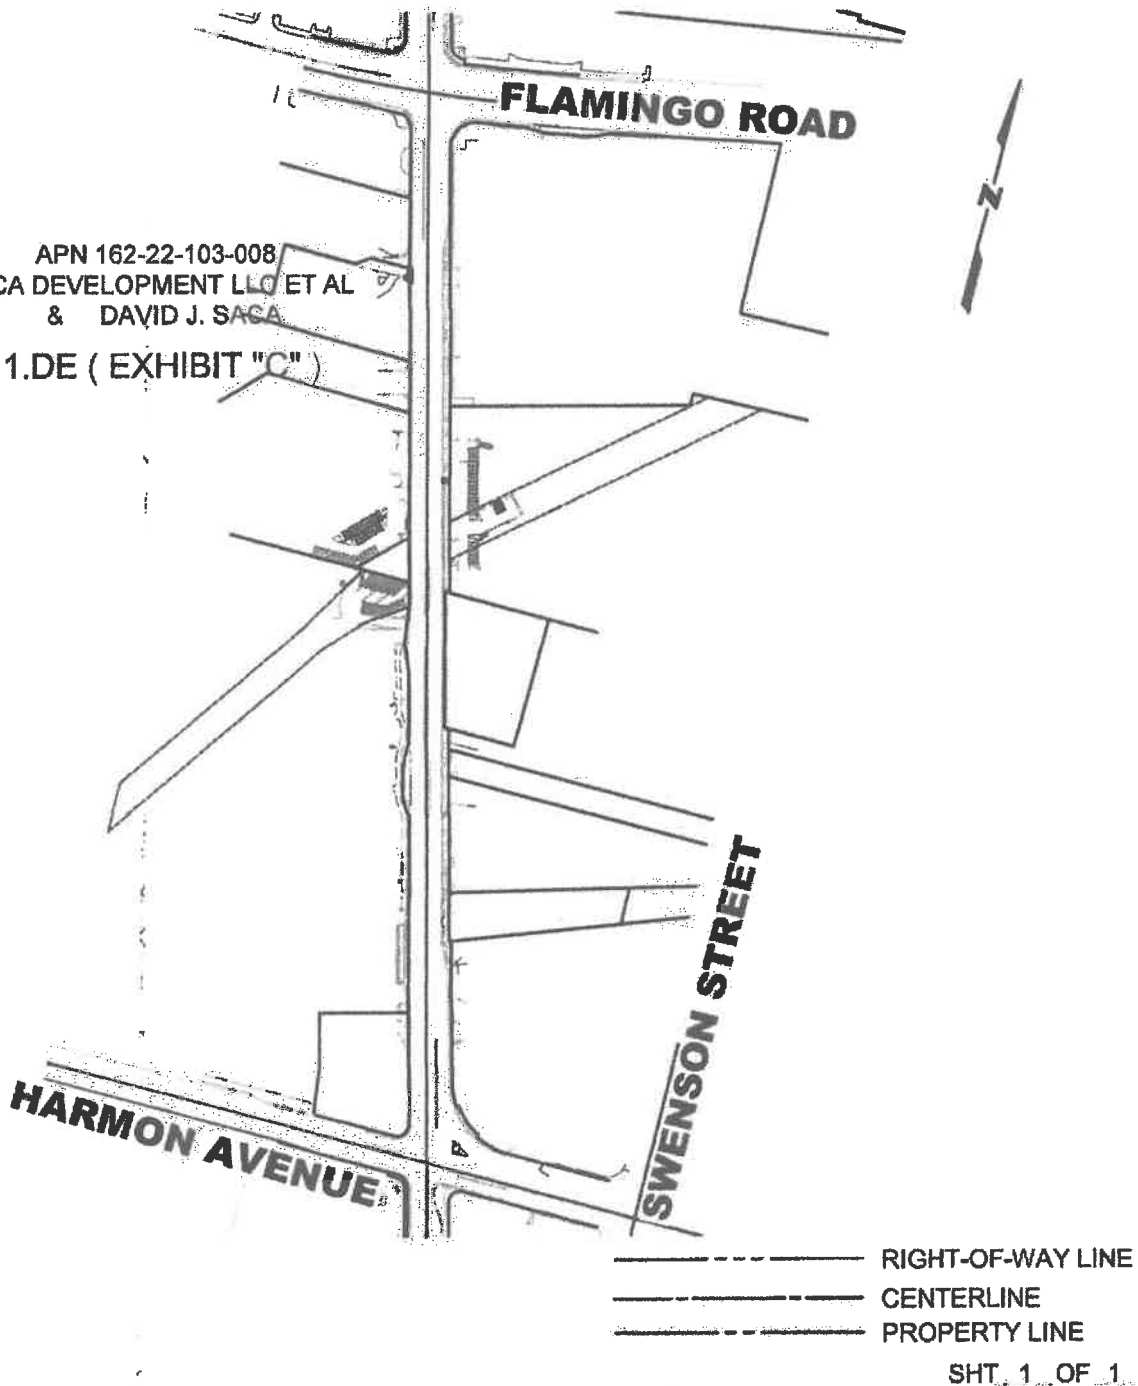 FLAMINGO ROAD
N
APN 162-22-103-008
CA DEVELOPMENT LLC ET AL
& DAVID J. SACA
1.DE ( EXHIBIT "C" )
SWENSON STREET
HARMON AVENUE
RIGHT-OF-WAY LINE
CENTERLINE
PROPERTY LINE
SHT. 1 OF 1